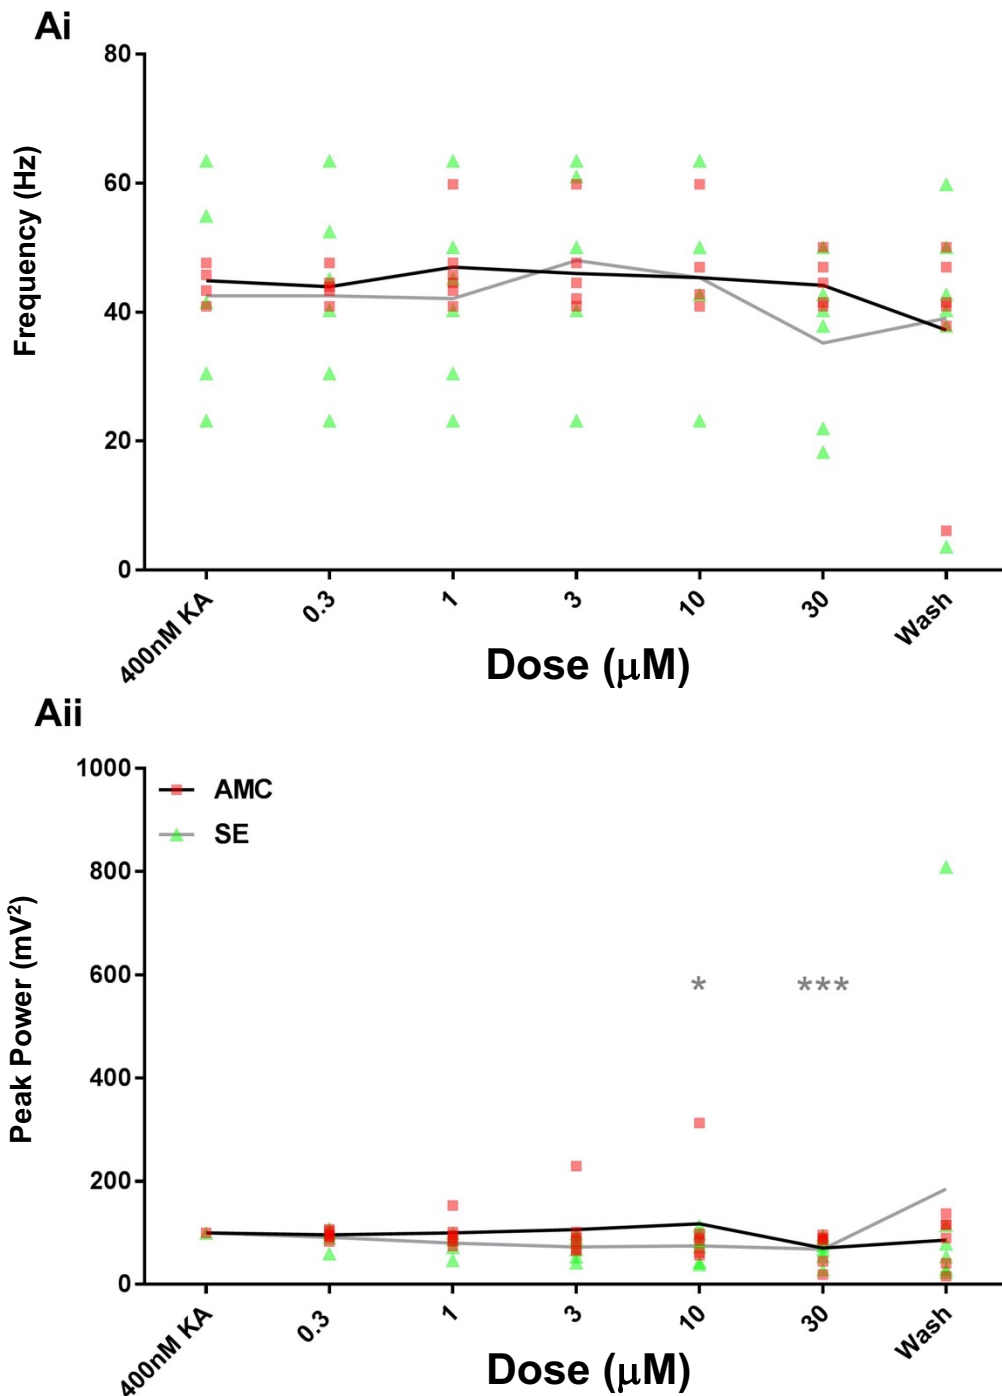 Ai
80
60
40
20
0
Frequency (Hz)
400nM KA
0.3
1
3
10
30
Wash
Dose (μM)
Aii
1000
800
600
400
200
0
Peak Power (mV²)
AMC
SE
*
***
400nM KA
0.3
1
3
10
30
Wash
Dose (μM)